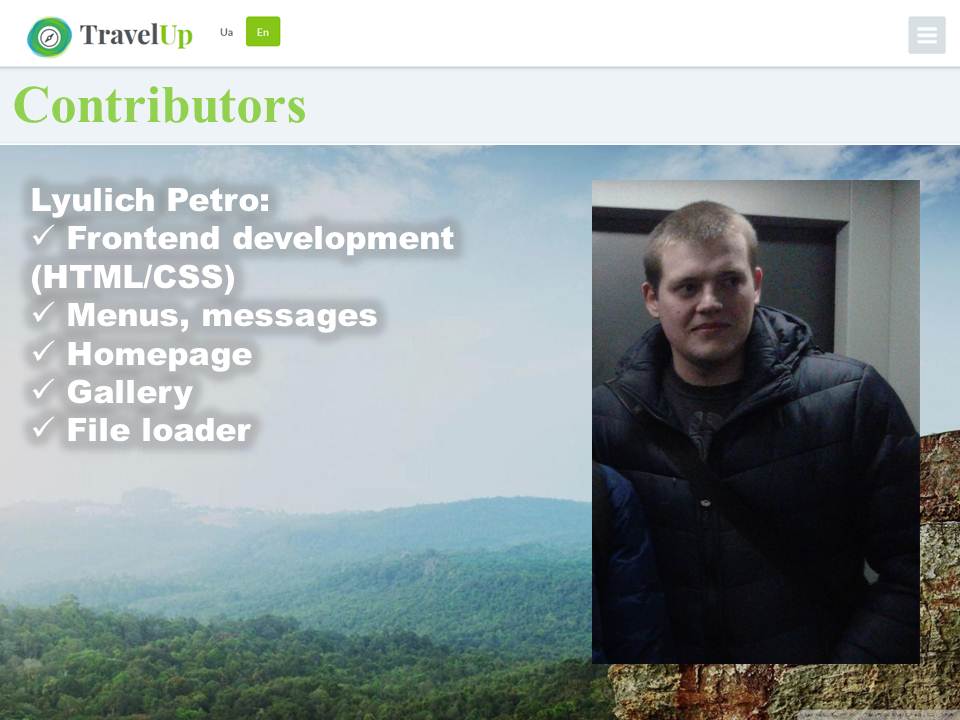 TravelUp Ua En
Contributors
Lyulich Petro:
✓ Frontend development
(HTML/CSS)
✓ Menus, messages
✓ Homepage
✓ Gallery
✓ File loader